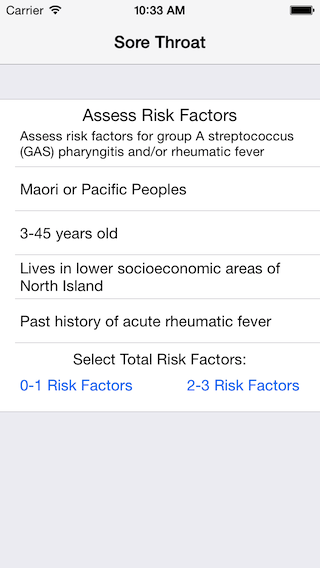 Carrier 10:33 AM
Sore Throat
Assess Risk Factors
Assess risk factors for group A streptococcus
(GAS) pharyngitis and/or rheumatic fever
Maori or Pacific Peoples
3-45 years old
Lives in lower socioeconomic areas of
North Island
Past history of acute rheumatic fever
Select Total Risk Factors:
0-1 Risk Factors 2-3 Risk Factors